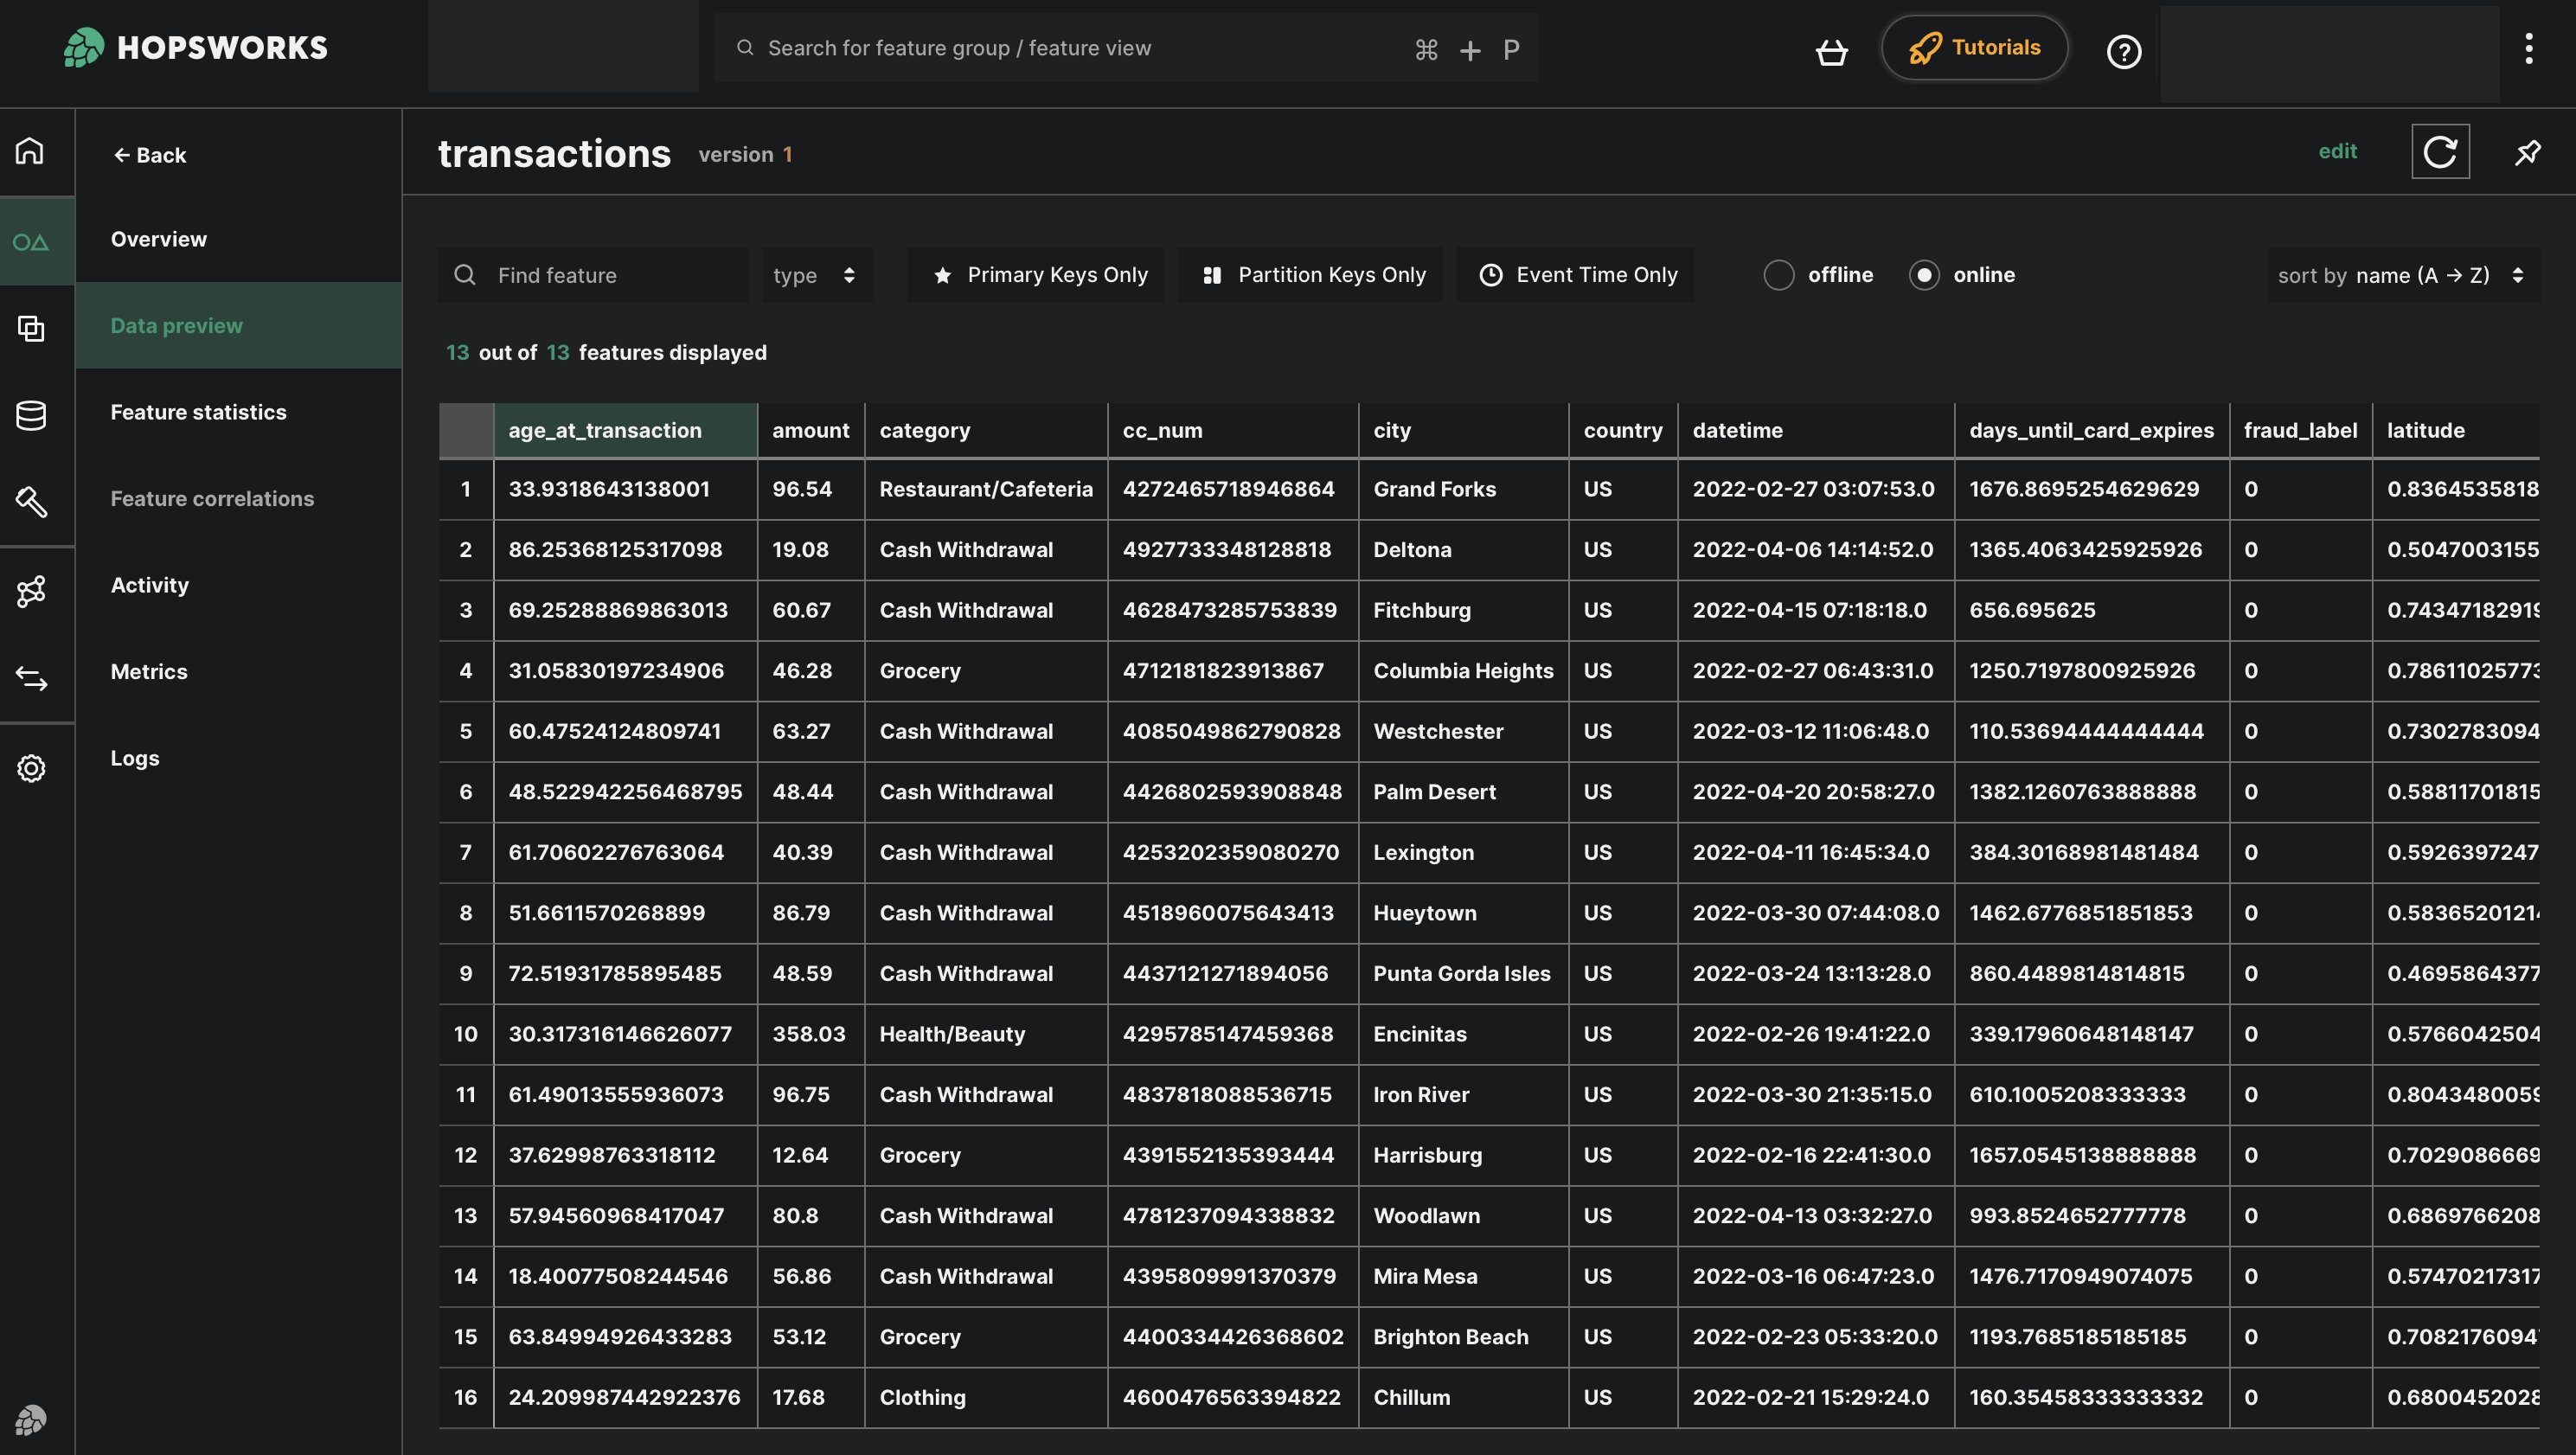 HOPSWORKS
Search for feature group / feature view ⌘ + P
Tutorials
← Back
transactions version 1
edit
Overview
Data preview
Feature statistics
Feature correlations
Activity
Metrics
Logs
Find feature type Primary Keys Only Partition Keys Only Event Time Only offline online sort by name (A → Z)
13 out of 13 features displayed
age_at_transaction amount category cc_num city country datetime days_until_card_expires fraud_label latitude
1 33.9318643138001 96.54 Restaurant/Cafeteria 4272465718946864 Grand Forks US 2022-02-27 03:07:53.0 1676.8695254629629 0 0.8364535818
2 86.25368125317098 19.08 Cash Withdrawal 4927733348128818 Deltona US 2022-04-06 14:14:52.0 1365.4063425925926 0 0.5047003155
3 69.25288869863013 60.67 Cash Withdrawal 4628473285753839 Fitchburg US 2022-04-15 07:18:18.0 656.695625 0 0.74347182919
4 31.05830197234906 46.28 Grocery 4712181823913867 Columbia Heights US 2022-02-27 06:43:31.0 1250.7197800925926 0 0.78611025773
5 60.47524124809741 63.27 Cash Withdrawal 4085049862790828 Westchester US 2022-03-12 11:06:48.0 110.53694444444444 0 0.7302783094
6 48.522942256468795 48.44 Cash Withdrawal 4426802593908848 Palm Desert US 2022-04-20 20:58:27.0 1382.1260763888888 0 0.58811701815
7 61.70602276763064 40.39 Cash Withdrawal 4253202359080270 Lexington US 2022-04-11 16:45:34.0 384.30168981481484 0 0.5926397247
8 51.6611570268899 86.79 Cash Withdrawal 4518960075643413 Hueytown US 2022-03-30 07:44:08.0 1462.6776851851853 0 0.58365201214
9 72.51931785895485 48.59 Cash Withdrawal 4437121271894056 Punta Gorda Isles US 2022-03-24 13:13:28.0 860.4489814814815 0 0.4695864377
10 30.317316146626077 358.03 Health/Beauty 4295785147459368 Encinitas US 2022-02-26 19:41:22.0 339.17960648148147 0 0.5766042504
11 61.49013555936073 96.75 Cash Withdrawal 4837818088536715 Iron River US 2022-03-30 21:35:15.0 610.1005208333333 0 0.8043480059
12 37.62998763318112 12.64 Grocery 4391552135393444 Harrisburg US 2022-02-16 22:41:30.0 1657.0545138888888 0 0.7029086669
13 57.94560968417047 80.8 Cash Withdrawal 4781237094338832 Woodlawn US 2022-04-13 03:32:27.0 993.8524652777778 0 0.6869766208
14 18.40077508244546 56.86 Cash Withdrawal 4395809991370379 Mira Mesa US 2022-03-16 06:47:23.0 1476.7170949074075 0 0.57470217317
15 63.84994926433283 53.12 Grocery 4400334426368602 Brighton Beach US 2022-02-23 05:33:20.0 1193.7685185185185 0 0.7082176094
16 24.209987442922376 17.68 Clothing 4600476563394822 Chillum US 2022-02-21 15:29:24.0 160.35458333333332 0 0.6800452028